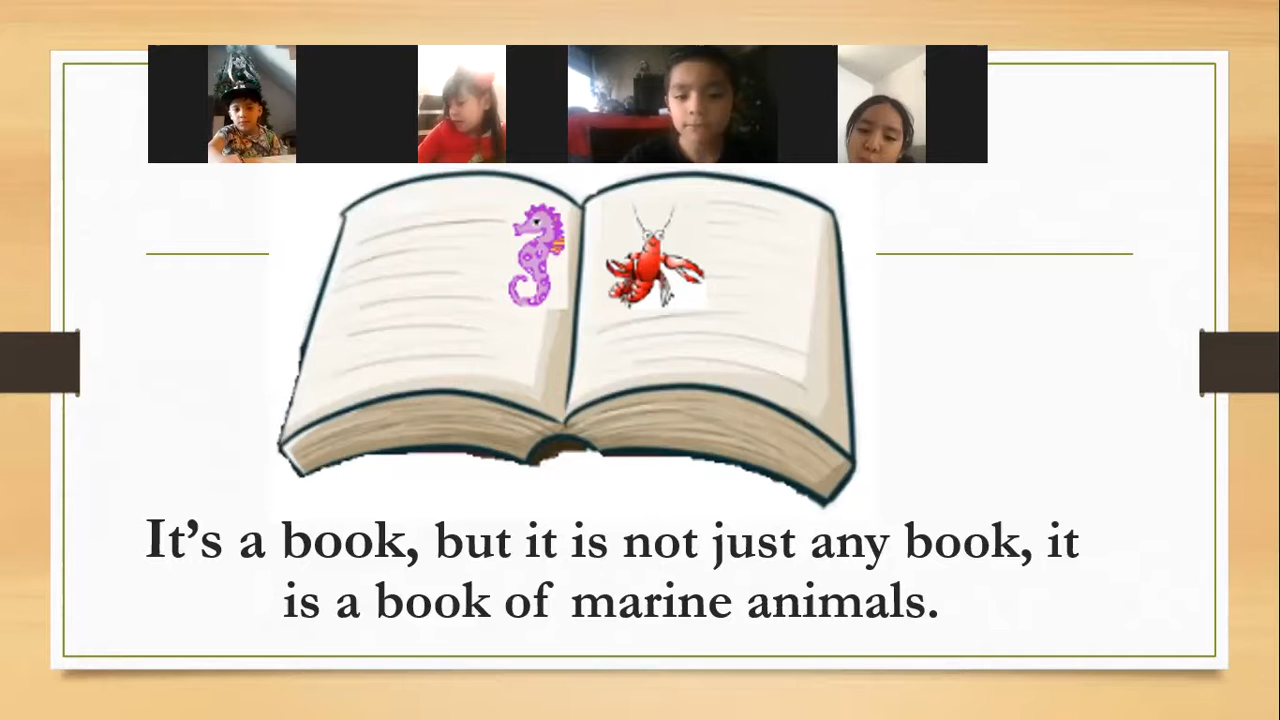 It’s a book, but it is not just any book, it
is a book of marine animals.